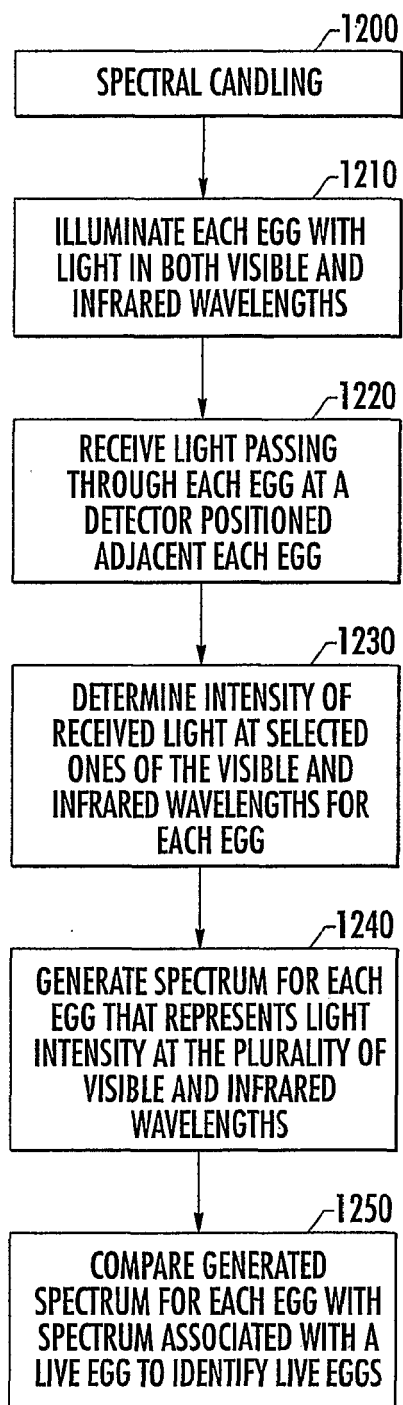 1200
SPECTRAL CANDLING
1210
ILLUMINATE EACH EGG WITH
LIGHT IN BOTH VISIBLE AND
INFRARED WAVELENGTHS
1220
RECEIVE LIGHT PASSING
THROUGH EACH EGG AT A
DETECTOR POSITIONED
ADJACENT EACH EGG
1230
DETERMINE INTENSITY OF
RECEIVED LIGHT AT SELECTED
ONES OF THE VISIBLE AND
INFRARED WAVELENGTHS FOR
EACH EGG
1240
GENERATE SPECTRUM FOR EACH
EGG THAT REPRESENTS LIGHT
INTENSITY AT THE PLURALITY OF
VISIBLE AND INFRARED
WAVELENGTHS
1250
COMPARE GENERATED
SPECTRUM FOR EACH EGG WITH
SPECTRUM ASSOCIATED WITH A
LIVE EGG TO IDENTIFY LIVE EGGS